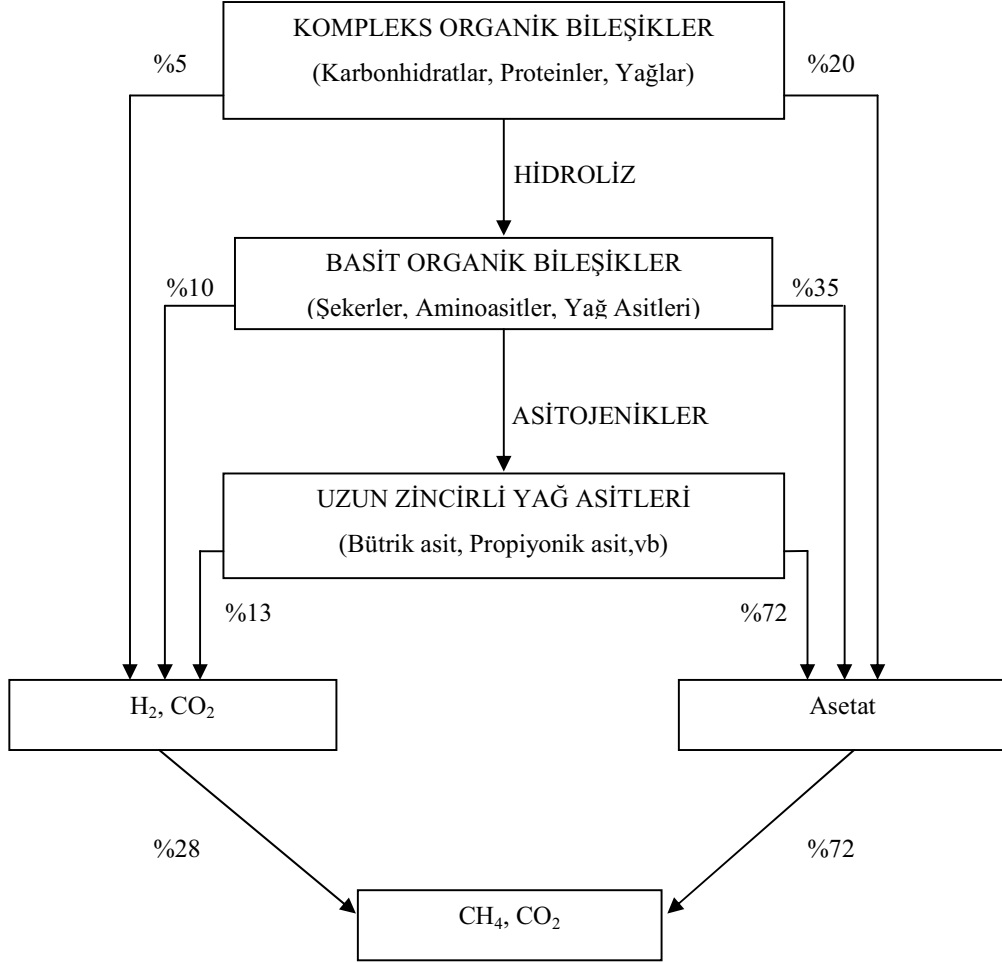 KOMPLEKS ORGANİK BİLEŞİKLER
(Karbonhidratlar, Proteinler, Yağlar)
%5
%20
HİDROLİZ
BASİT ORGANİK BİLEŞİKLER
(Şekerler, Aminoasitler, Yağ Asitleri)
%10
%35
ASİTOJENİKLER
UZUN ZİNCİRLİ YAĞ ASİTLERİ
(Bütrik asit, Propiyonik asit,vb)
%13
%72
H₂, CO₂
Asetat
%28
%72
CH₄, CO₂